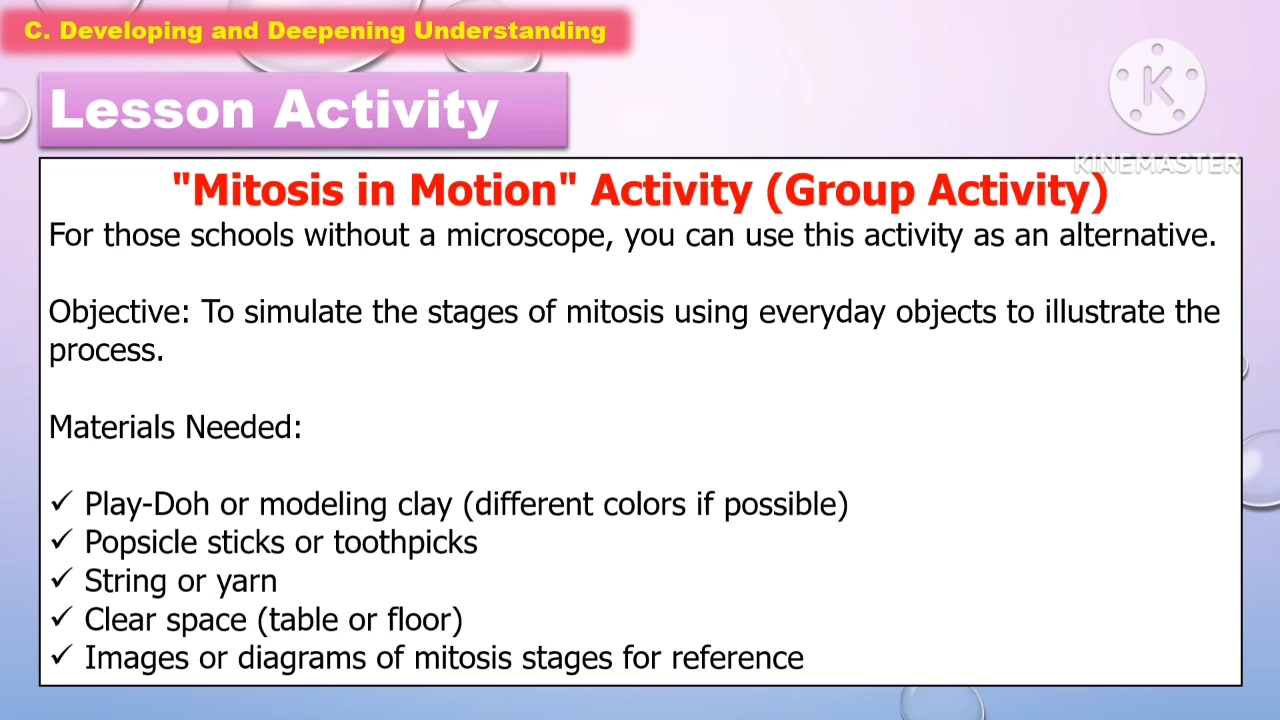 C. Developing and Deepening Understanding
Lesson Activity
K
KINEMASTER
"Mitosis in Motion" Activity (Group Activity)
For those schools without a microscope, you can use this activity as an alternative.
Objective: To simulate the stages of mitosis using everyday objects to illustrate the
process.
Materials Needed:
✓ Play-Doh or modeling clay (different colors if possible)
✓ Popsicle sticks or toothpicks
✓ String or yarn
✓ Clear space (table or floor)
✓ Images or diagrams of mitosis stages for reference